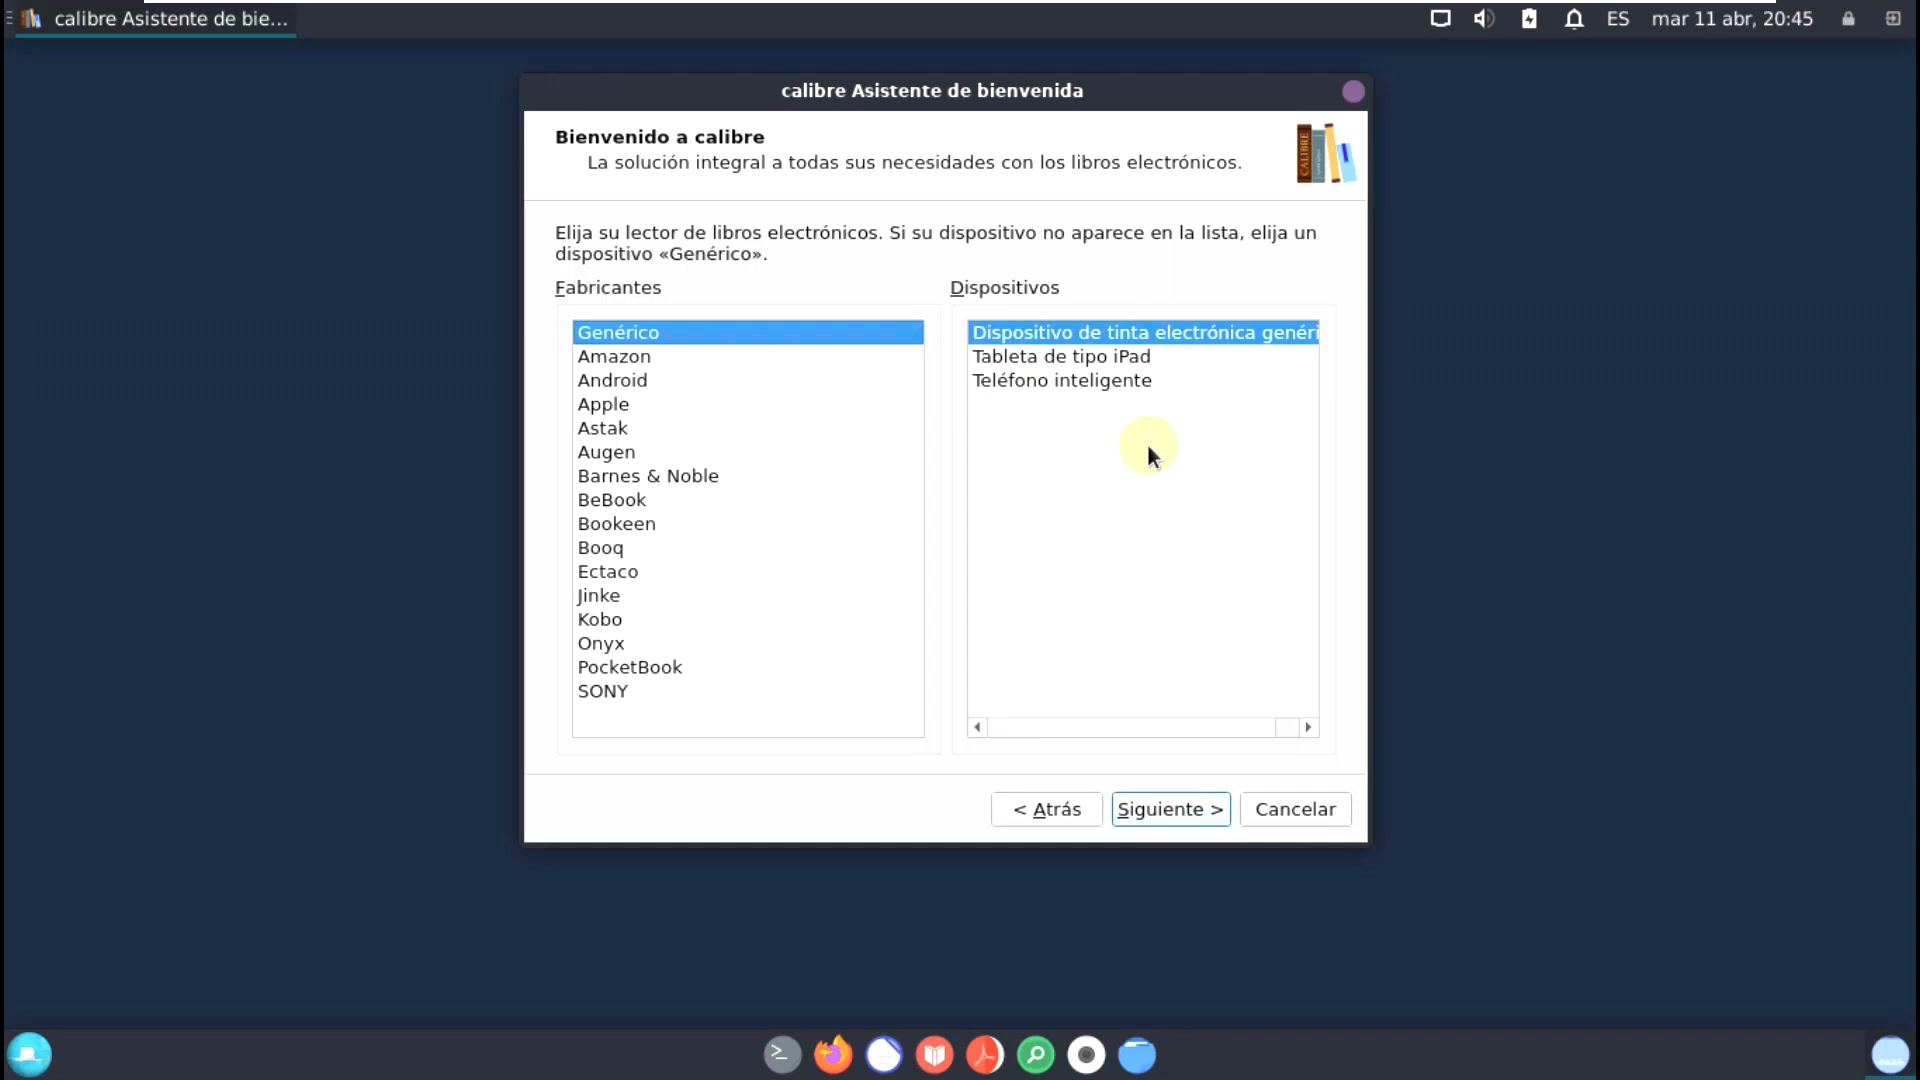 calibre Asistente de bie...
ES
mar 11 abr, 20:45
calibre Asistente de bienvenida
Bienvenido a calibre
La solución integral a todas sus necesidades con los libros electrónicos.
CALIBRE
Elija su lector de libros electrónicos. Si su dispositivo no aparece en la lista, elija un
dispositivo «Genérico».
Fabricantes
Genérico
Amazon
Android
Apple
Astak
Augen
Barnes & Noble
BeBook
Bookeen
Booq
Ectaco
Jinke
Kobo
Onyx
PocketBook
SONY
Dispositivos
Dispositivo de tinta electrónica genéri
Tableta de tipo iPad
Teléfono inteligente
< Atrás
Siguiente >
Cancelar